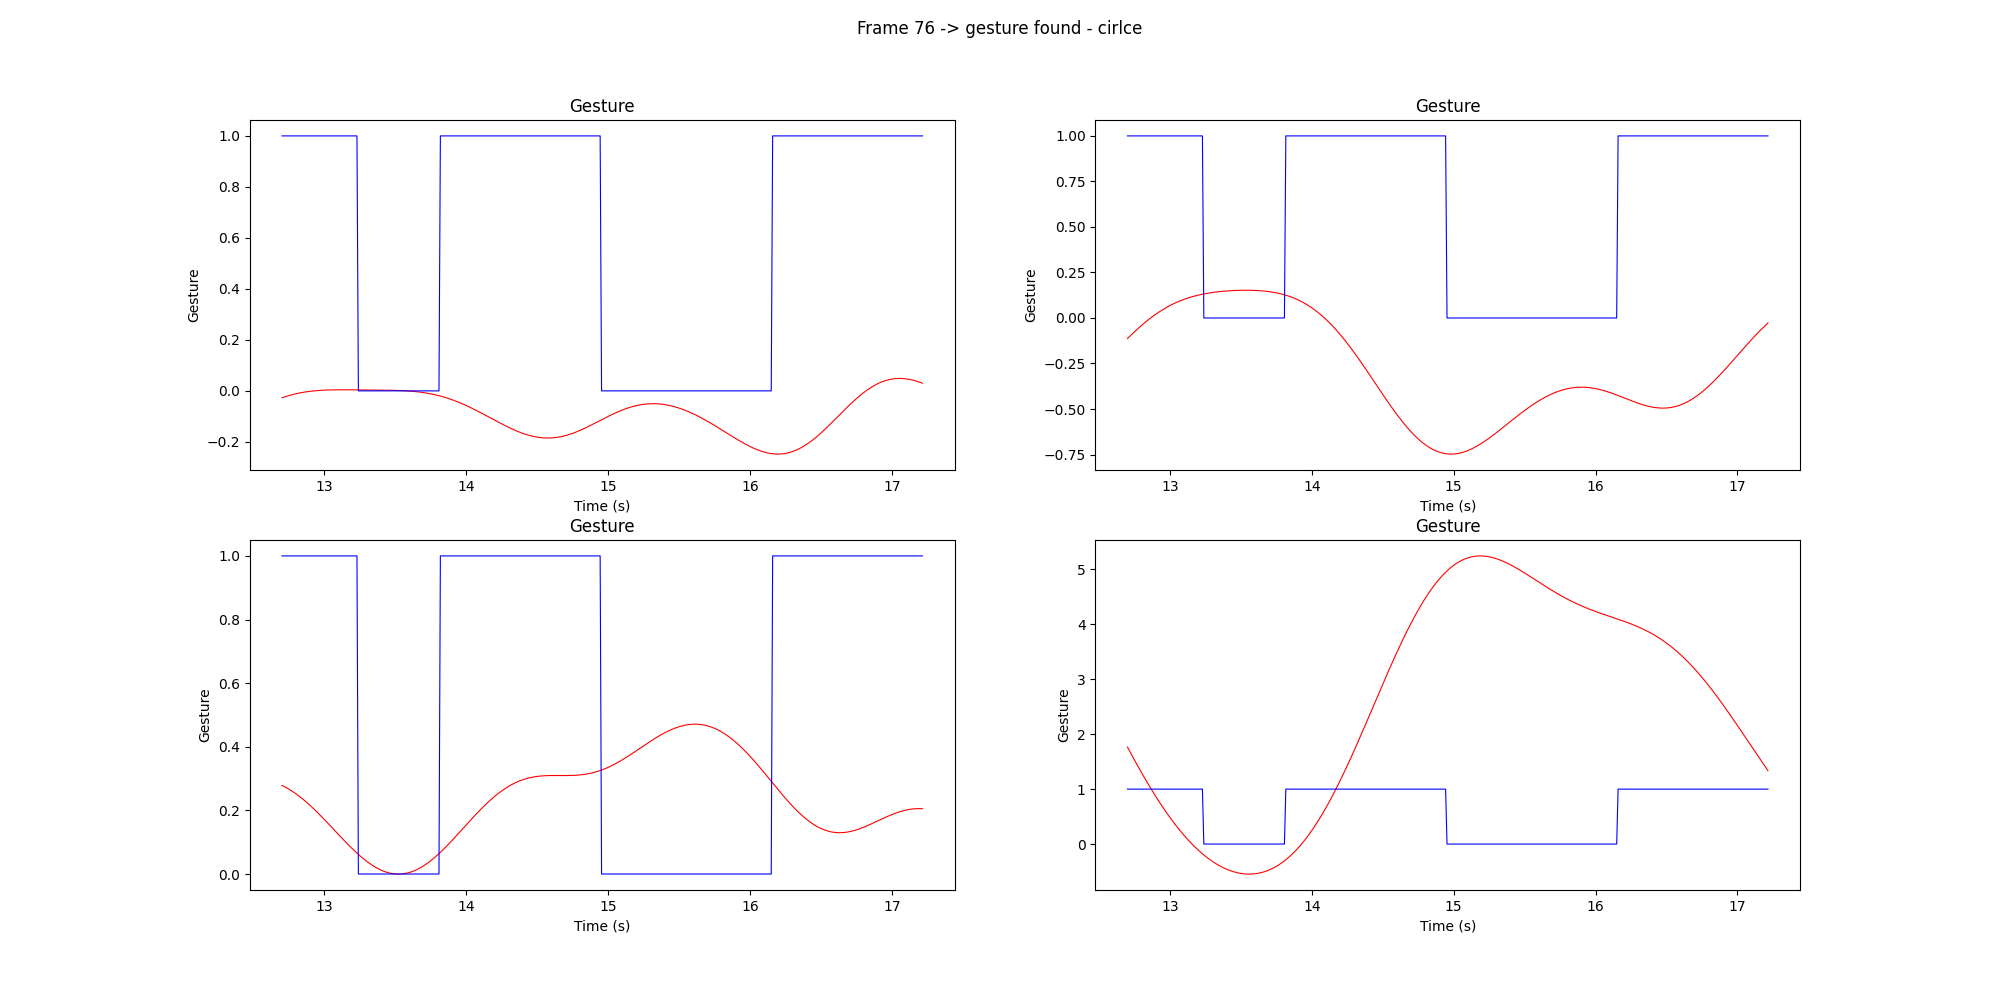 Frame 76 -> gesture found - cirlce
Gesture
1.0
0.8
0.6
0.4
0.2
0.0
−0.2
Gesture
13 14 15 16 17
Time (s)
Gesture
1.00
0.75
0.50
0.25
0.00
−0.25
−0.50
−0.75
Gesture
13 14 15 16 17
Time (s)
Gesture
1.0
0.8
0.6
0.4
0.2
0.0
Gesture
13 14 15 16 17
Time (s)
Gesture
5
4
3
2
1
0
Gesture
13 14 15 16 17
Time (s)